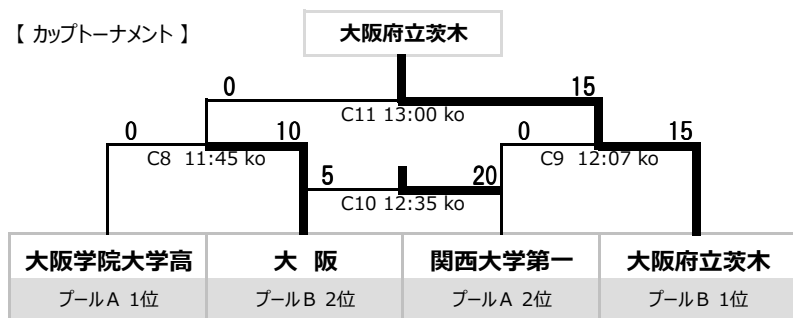 【 カップトーナメント 】
大阪府立茨木
0
15
C11 13:00 ko
0
10
0
15
C8 11:45 ko
C9 12:07 ko
5
20
C10 12:35 ko
大阪学院大学高
大 阪
関西大学第一
大阪府立茨木
プールA 1位
プールB 2位
プールA 2位
プールB 1位